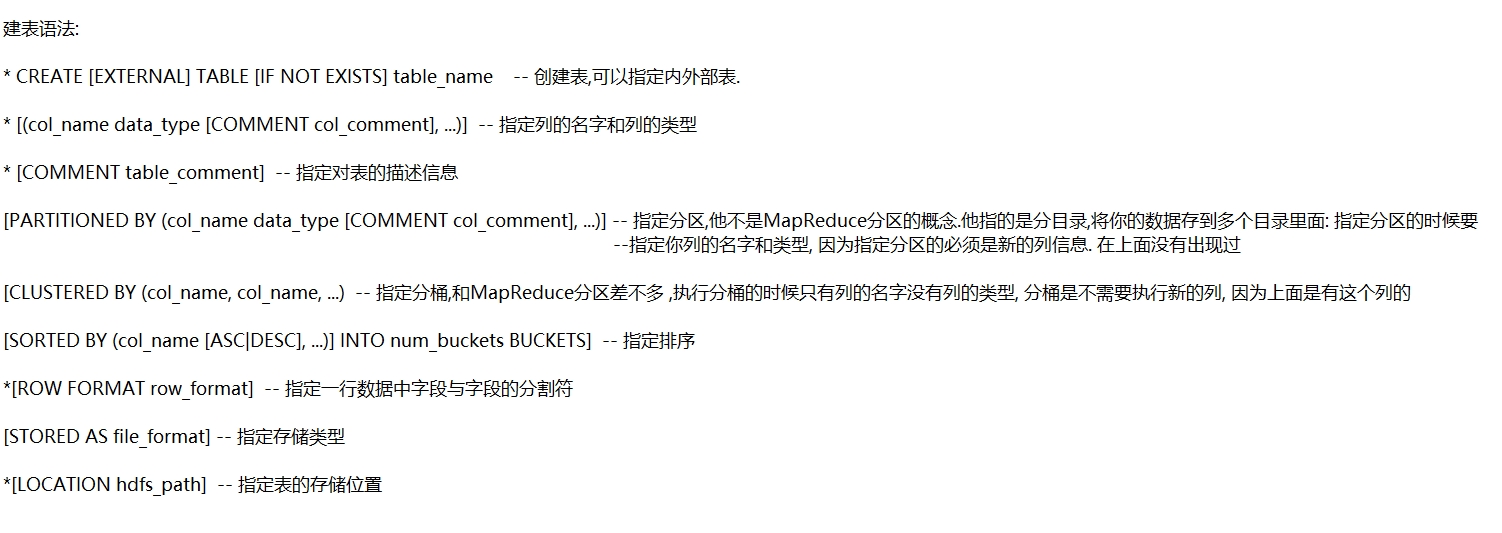 建表语法:
* CREATE [EXTERNAL] TABLE [IF NOT EXISTS] table_name -- 创建表,可以指定内外部表.
* [(col_name data_type [COMMENT col_comment], ...)] -- 指定列的名字和列的类型
* [COMMENT table_comment] -- 指定对表的描述信息
[PARTITIONED BY (col_name data_type [COMMENT col_comment], ...)] -- 指定分区,他不是MapReduce分区的概念.他指的是分目录,将你的数据存到多个目录里面: 指定分区的时候要
--指定你列的名字和类型, 因为指定分区的必须是新的列信息. 在上面没有出现过
[CLUSTERED BY (col_name, col_name, ...) -- 指定分桶,和MapReduce分区差不多 ,执行分桶的时候只有列的名字没有列的类型, 分桶是不需要执行新的列, 因为上面是有这个列的
[SORTED BY (col_name [ASC|DESC], ...)] INTO num_buckets BUCKETS] -- 指定排序
*[ROW FORMAT row_format] -- 指定一行数据中字段与字段的分割符
[STORED AS file_format] -- 指定存储类型
*[LOCATION hdfs_path] -- 指定表的存储位置